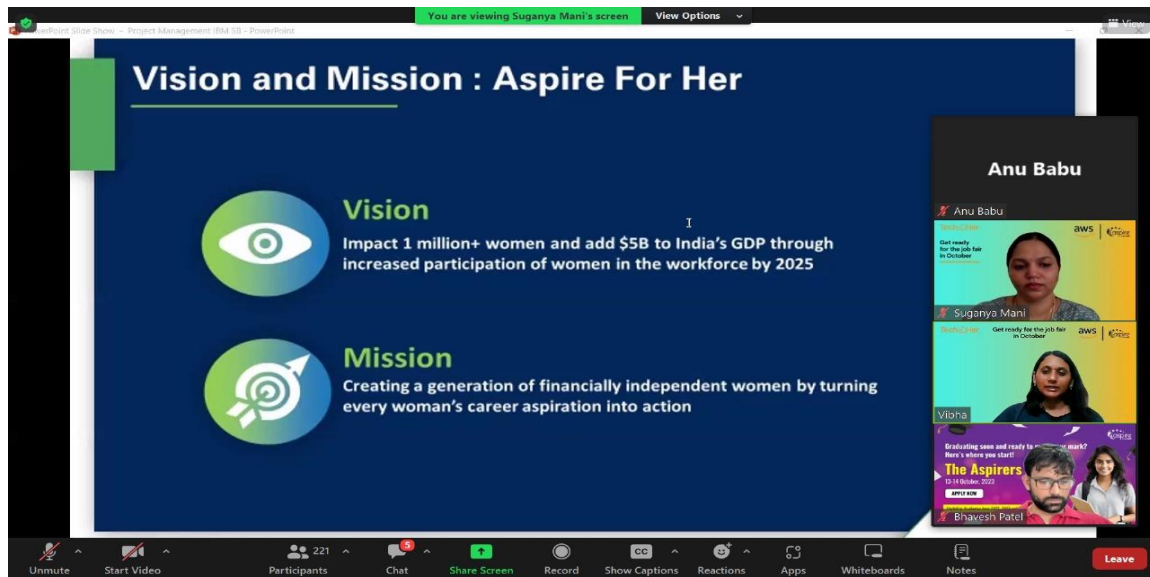 You are viewing Suganya Mani's screen
View Options
View
PowerPoint Slide Show - Project Management IBM SB - PowerPoint
Vision and Mission : Aspire For Her
Vision
Impact 1 million+ women and add $5B to India's GDP through
increased participation of women in the workforce by 2025
Mission
Creating a generation of financially independent women by turning
every woman's career aspiration into action
Anu Babu
Anu Babu
aws
Get ready
for the job fair
in October
Suganya Mani
Get ready for the job fair
in October
aws
Vibha
Graduating soon and ready to mark?
Here's where you start!
The Aspirers
13-14 October, 2023
APPLY NOW
Bhavesh Patel
Unmute
Start Video
221
Participants
5
Chat
Share Screen
Record
CC
Show Captions
Reactions
Apps
Whiteboards
Notes
Leave